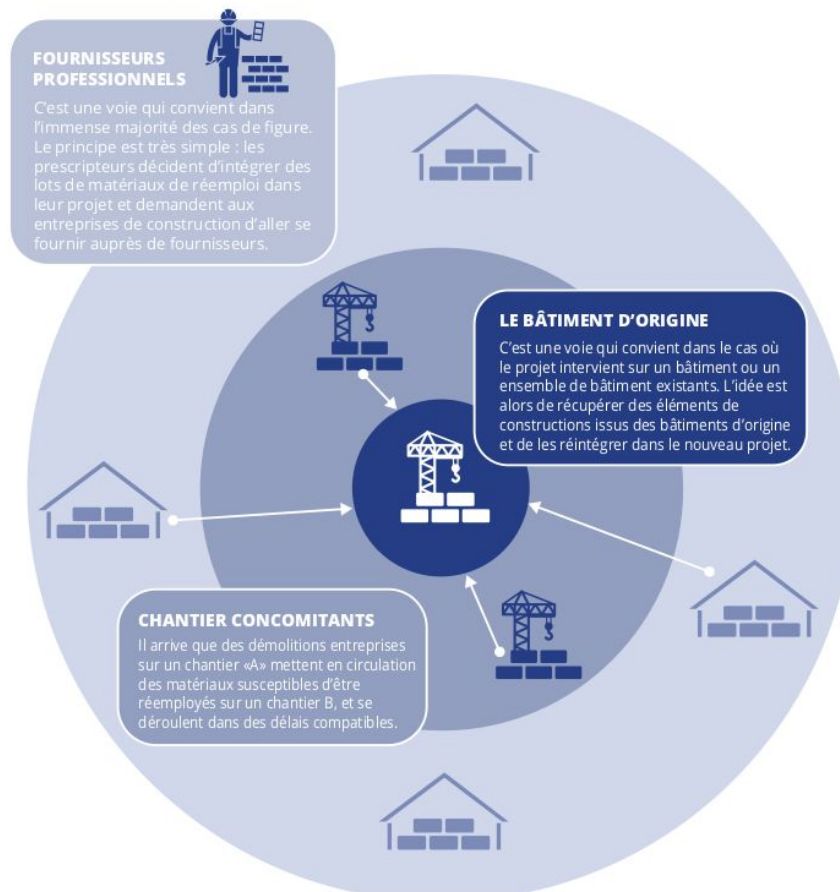 FOURNISSEURS
PROFESSIONNELS
C’est une voie qui convient dans
l’immense majorité des cas de figure.
Le principe est très simple : les
prescripteurs décident d’intégrer des
lots de matériaux de réemploi dans
leur projet et demandent aux
entreprises de construction d’aller se
fournir auprès de fournisseurs.
LE BÂTIMENT D’ORIGINE
C’est une voie qui convient dans le cas où
le projet intervient sur un bâtiment ou un
ensemble de bâtiment existants. L’idée est
alors de récupérer des éléments de
constructions issus des bâtiments d’origine
et de les réintégrer dans le nouveau projet.
CHANTIER CONCOMITANTS
Il arrive que des démolitions entreprises
sur un chantier «A» mettent en circulation
des matériaux susceptibles d’être
réemployés sur un chantier B, et se
déroulent dans des délais compatibles.